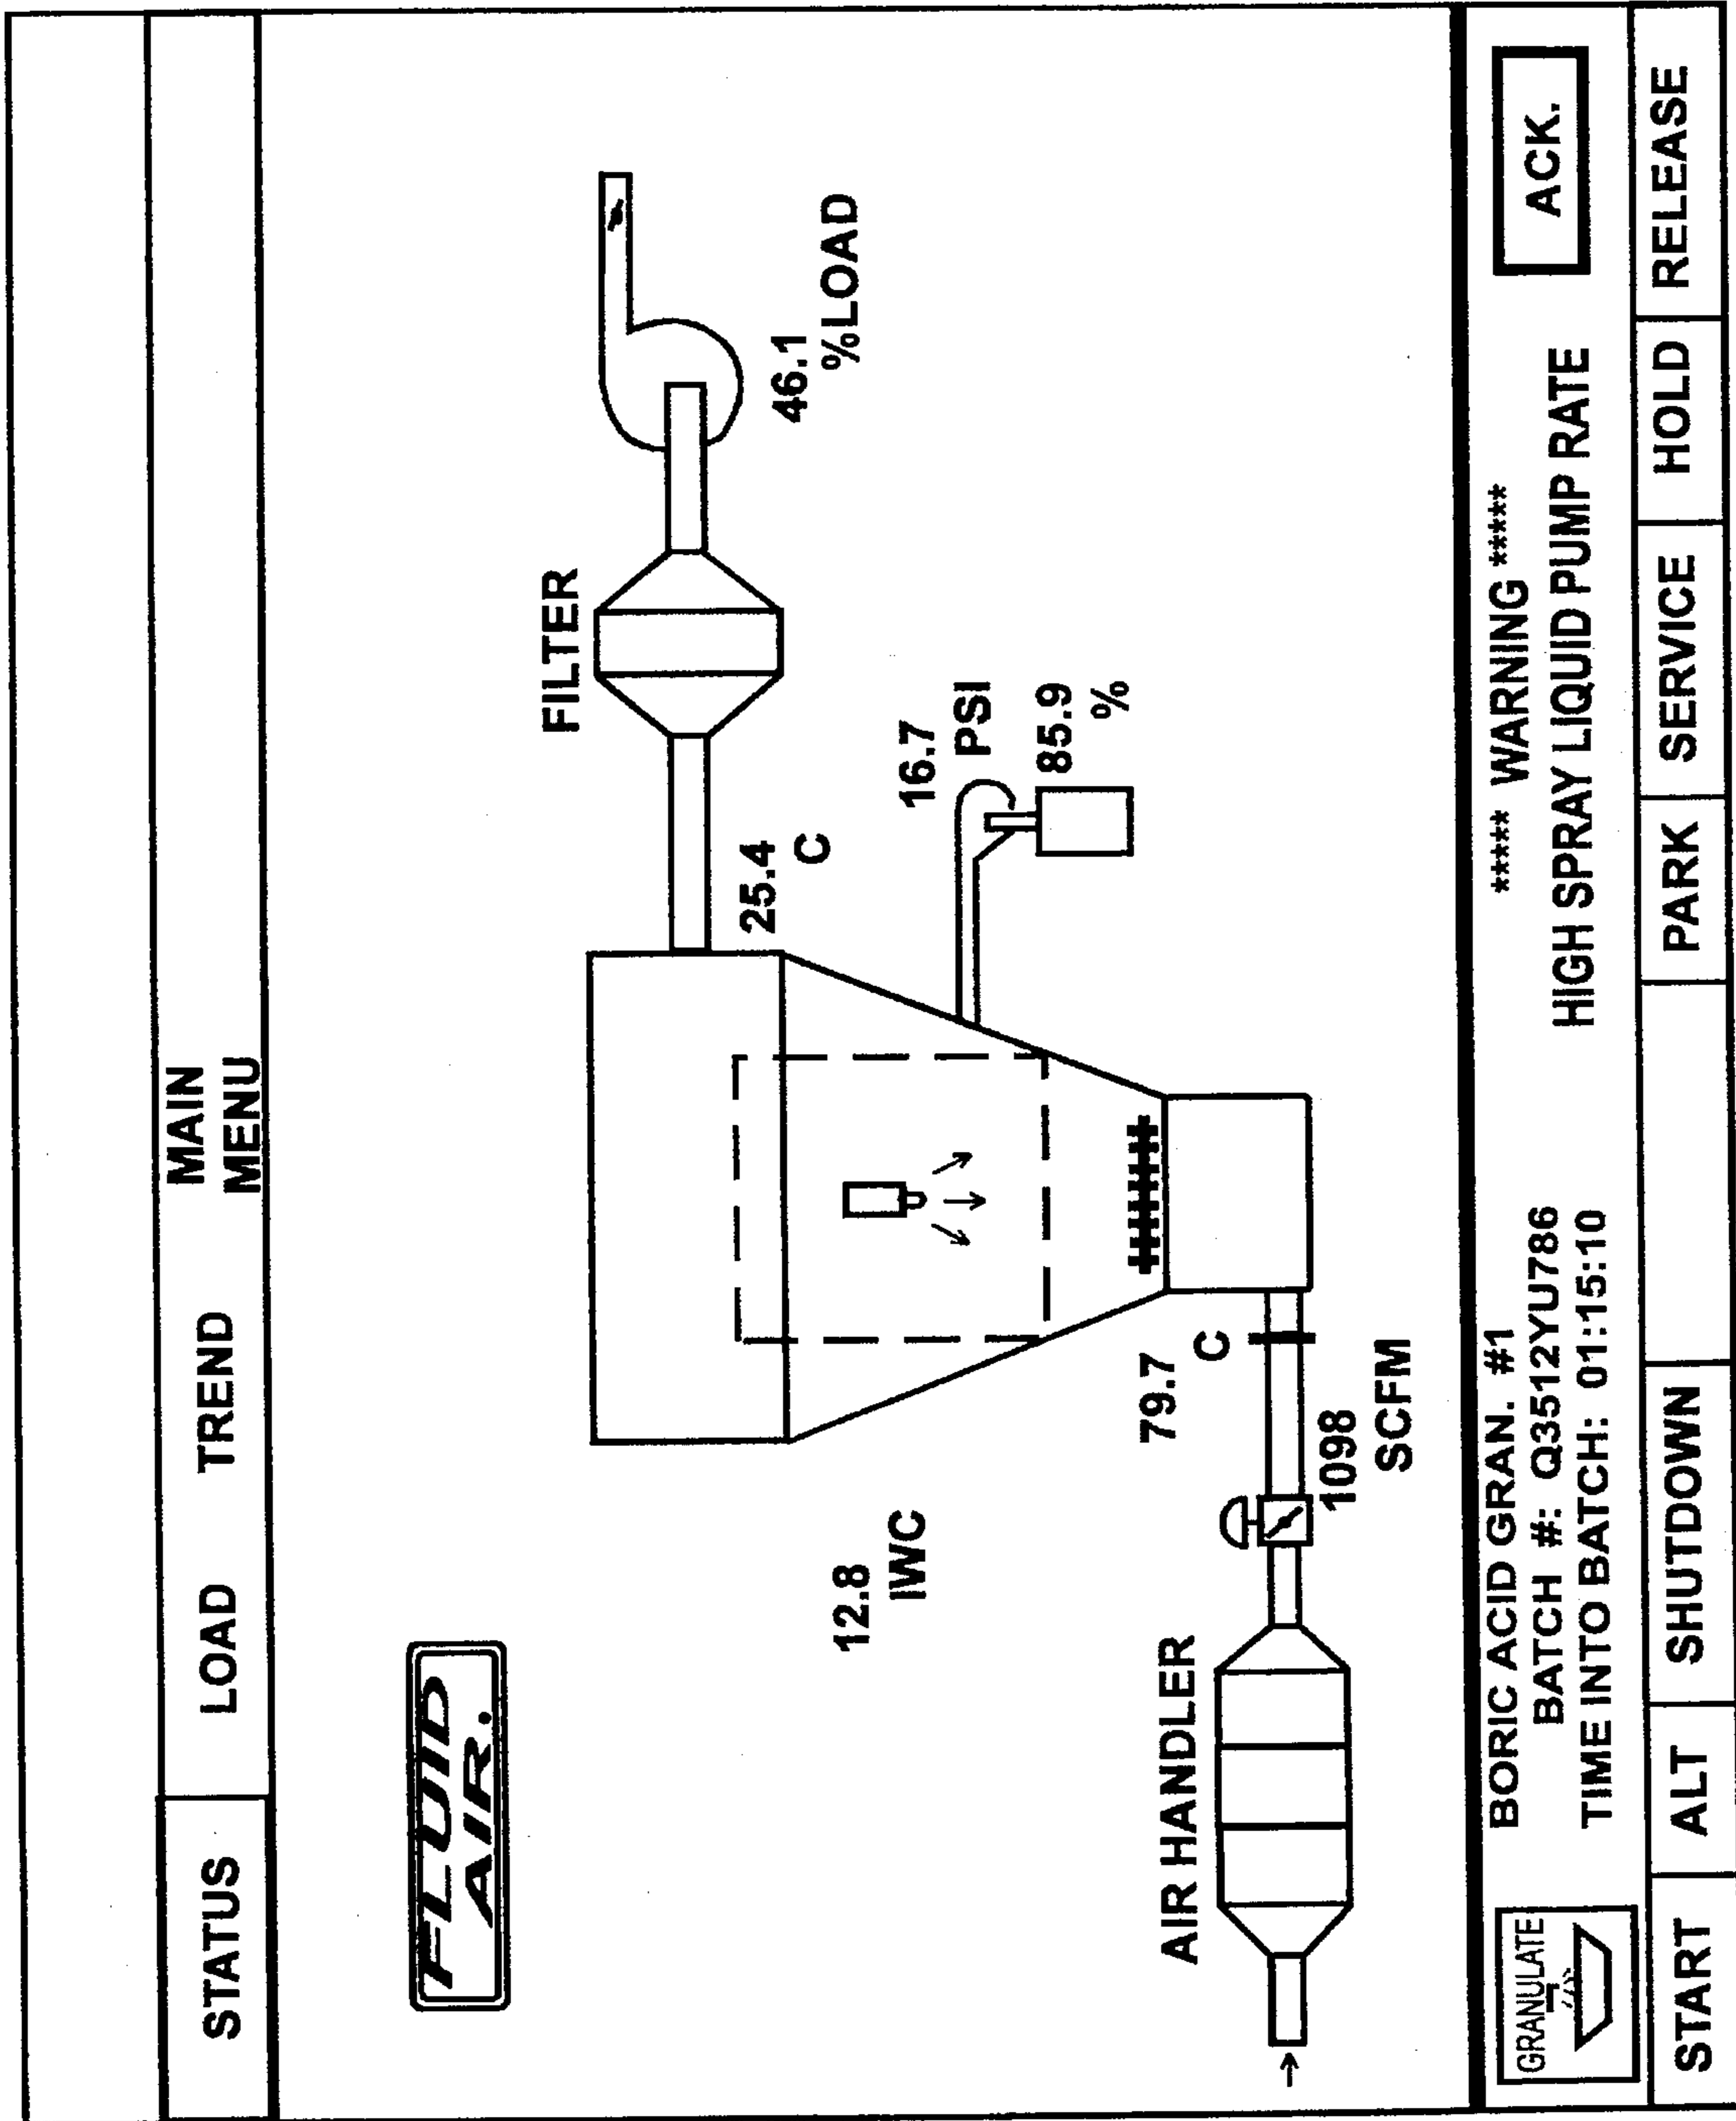 MAIN
STATUS LOAD TREND MENU
FLUID
AIR.
FILTER
46.1
%LOAD
25.4
C
12.8
IWC
16.7
PSI
85.9
%
79.7
C
AIR HANDLER
1098
SCFM
GRANULATE
BORIC ACID GRAN. #1
BATCH #: Q3512YU786
TIME INTO BATCH: 01:15:10
***** WARNING *****
HIGH SPRAY LIQUID PUMP RATE
ACK.
START ALT SHUTDOWN PARK SERVICE HOLD RELEASE